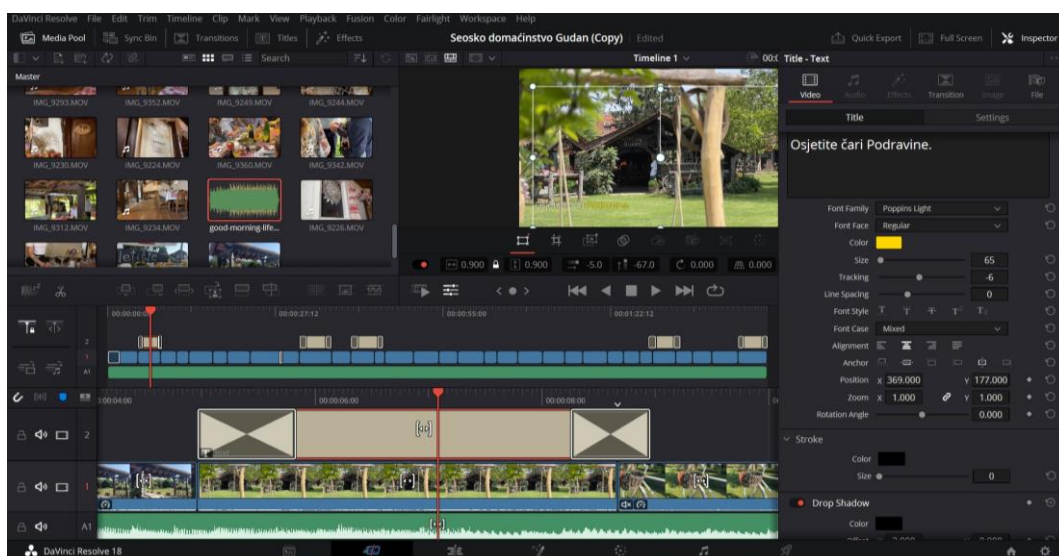 DaVinci Resolve File Edit Trim Timeline Clip Mark View Playback Fusion Color Fairlight Workspace Help
Media Pool Sync Bin Transitions Titles Effects Seosko domaćinstvo Gudan (Copy) Edited Quick Export Full Screen Inspector
Search Timeline 1 00:0 Title - Text
Master
IMG_9293.MOV IMG_9352.MOV IMG_9249.MOV IMG_9244.MOV
Video Audio Effects Transition Image File
Title Settings
Osjetite čari Podravine.
IMG_9230.MOV IMG_9224.MOV IMG_9360.MOV IMG_9342.MOV
IMG_9312.MOV IMG_9234.MOV good-morning-life... IMG_9226.MOV
Font Family Poppins Light
Font Face Regular
Color
Size 65
Tracking -6
Line Spacing 0
Font Style T T T T T
Font Case Mixed
Alignment
Anchor
Position X 369.000 Y 177.000
Zoom X 1.000 Y 1.000
Rotation Angle 0.000
Stroke
Color
Size 0
Drop Shadow
Color
0.900 0.900 -5.0 -67.0 0.000 0.000
00:00:27:12 00:00:55:00 00:01:22:12
2
1
A1
00:00:06:00 00:00:08:00
2
1
A1
DaVinci Resolve 18